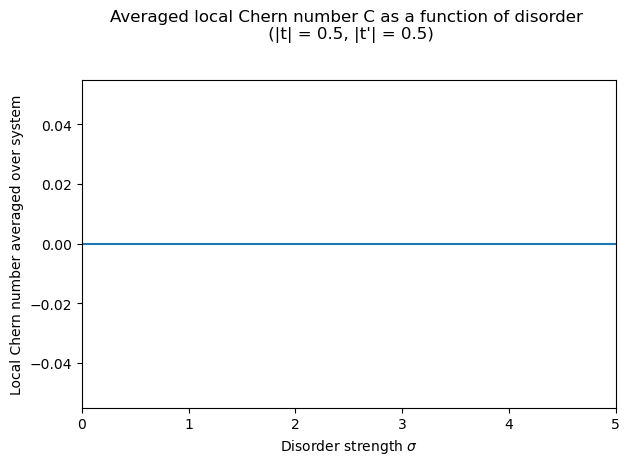 Averaged local Chern number C as a function of disorder
(|t| = 0.5, |t'| = 0.5)
Local Chern number averaged over system
0.04
0.02
0.00
−0.02
−0.04
0 1 2 3 4 5
Disorder strength σ